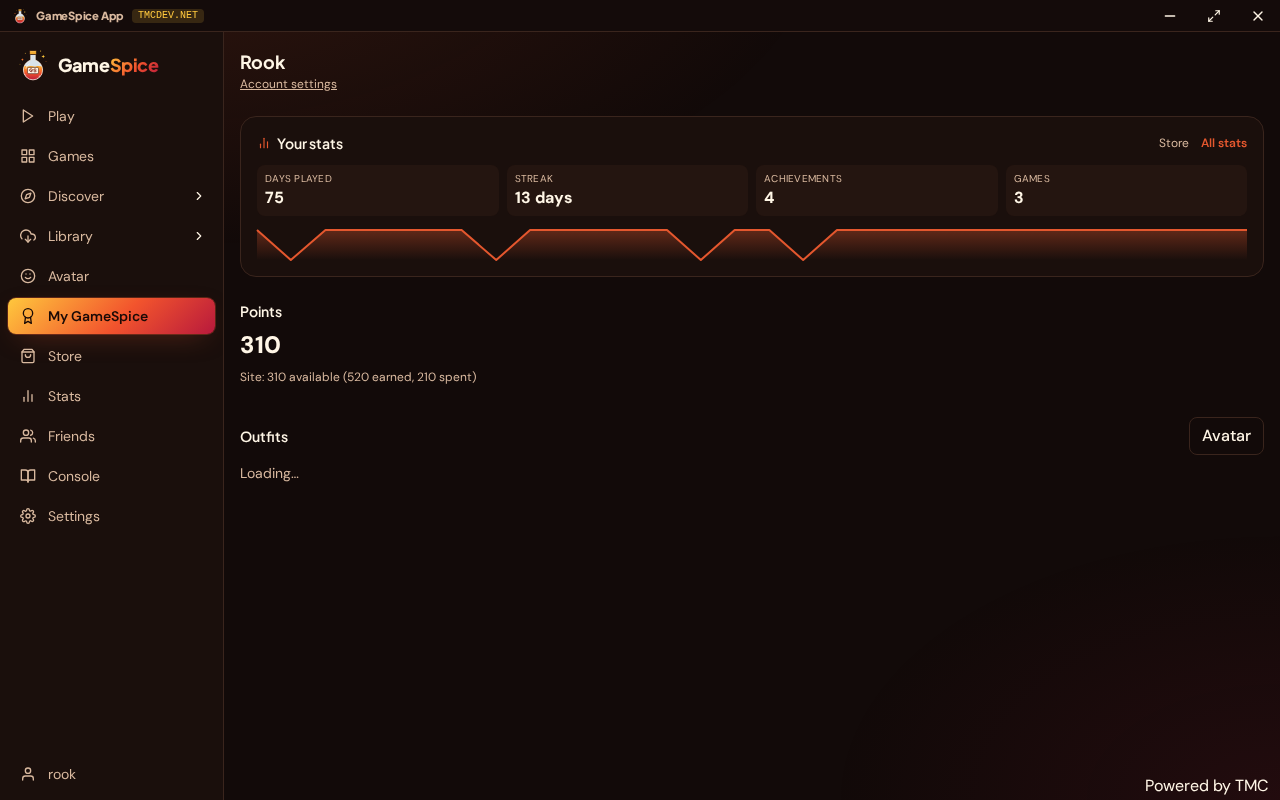 GameSpice App TMCDEV.NET
GameSpice
Play
Games
Discover
Library
Avatar
My GameSpice
Store
Stats
Friends
Console
Settings
rook
Rook
Account settings
Your stats
Store All stats
DAYS PLAYED
75
STREAK
13 days
ACHIEVEMENTS
4
GAMES
3
Points
310
Site: 310 available (520 earned, 210 spent)
Outfits
Avatar
Loading...
Powered by TMC